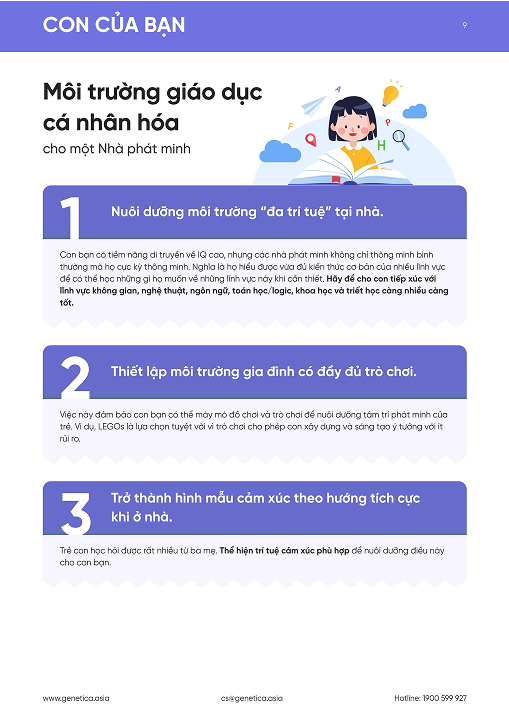 CON CỦA BẠN
9
Môi trường giáo dục
cá nhân hóa
cho một Nhà phát minh
A
F
P
H
1
Nuôi dưỡng môi trường “đa trí tuệ” tại nhà.
Con bạn có tiềm năng di truyền về IQ cao, nhưng các nhà phát minh không chỉ thông minh bình
thường mà họ cực kỳ thông minh. Nghĩa là họ hiểu được vừa đủ kiến thức cơ bản của nhiều lĩnh vực
để có thể học những gì họ muốn về những lĩnh vực này khi cần thiết. Hãy để cho con tiếp xúc với
lĩnh vực không gian, nghệ thuật, ngôn ngữ, toán học/logic, khoa học và triết học càng nhiều càng
tốt.
2
Thiết lập môi trường gia đình có đầy đủ trò chơi.
Việc này đảm bảo con bạn có thể máy mó đồ chơi và trò chơi để nuôi dưỡng tâm trí phát minh của
trẻ. Ví dụ, LEGOs là lựa chọn tuyệt vời vì trò chơi cho phép con xây dựng và sáng tạo ý tưởng với ít
rủi ro.
3
Trở thành hình mẫu cảm xúc theo hướng tích cực
khi ở nhà.
Trẻ con học hỏi được rất nhiều từ ba mẹ. Thể hiện trí tuệ cảm xúc phù hợp để nuôi dưỡng điều này
cho con bạn.
www.genetica.asia
cs@genetica.asia
Hotline: 1900 599 927